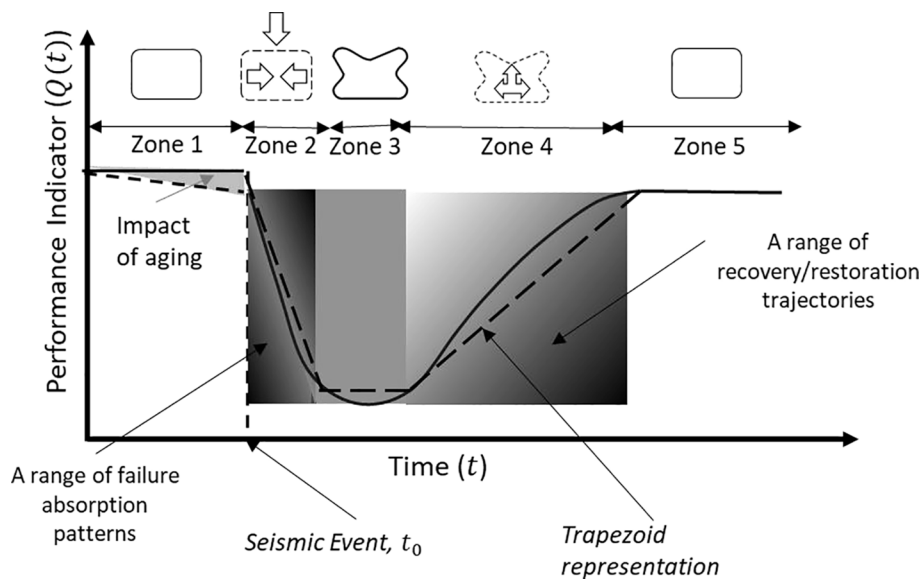 Performance Indicator (Q(t))
Zone 1
Zone 2
Zone 3
Zone 4
Zone 5
Impact
of aging
A range of
recovery/restoration
trajectories
Time (t)
A range of failure
absorption
patterns
Seismic Event, t₀
Trapezoid
representation